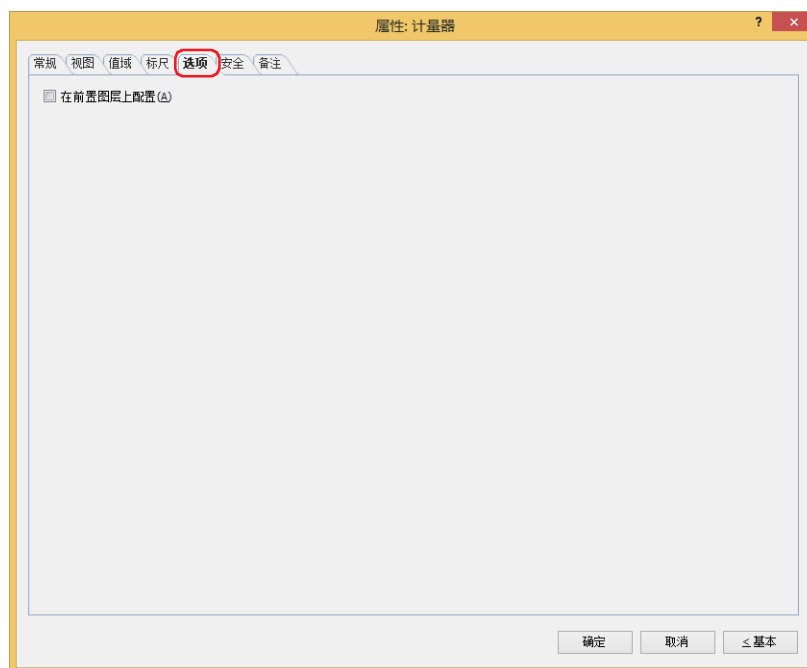 属性: 计量器
?
常规 视图 值域 标尺 选项 安全 备注
在前置图层上配置(A)
确定 取消 < 基本